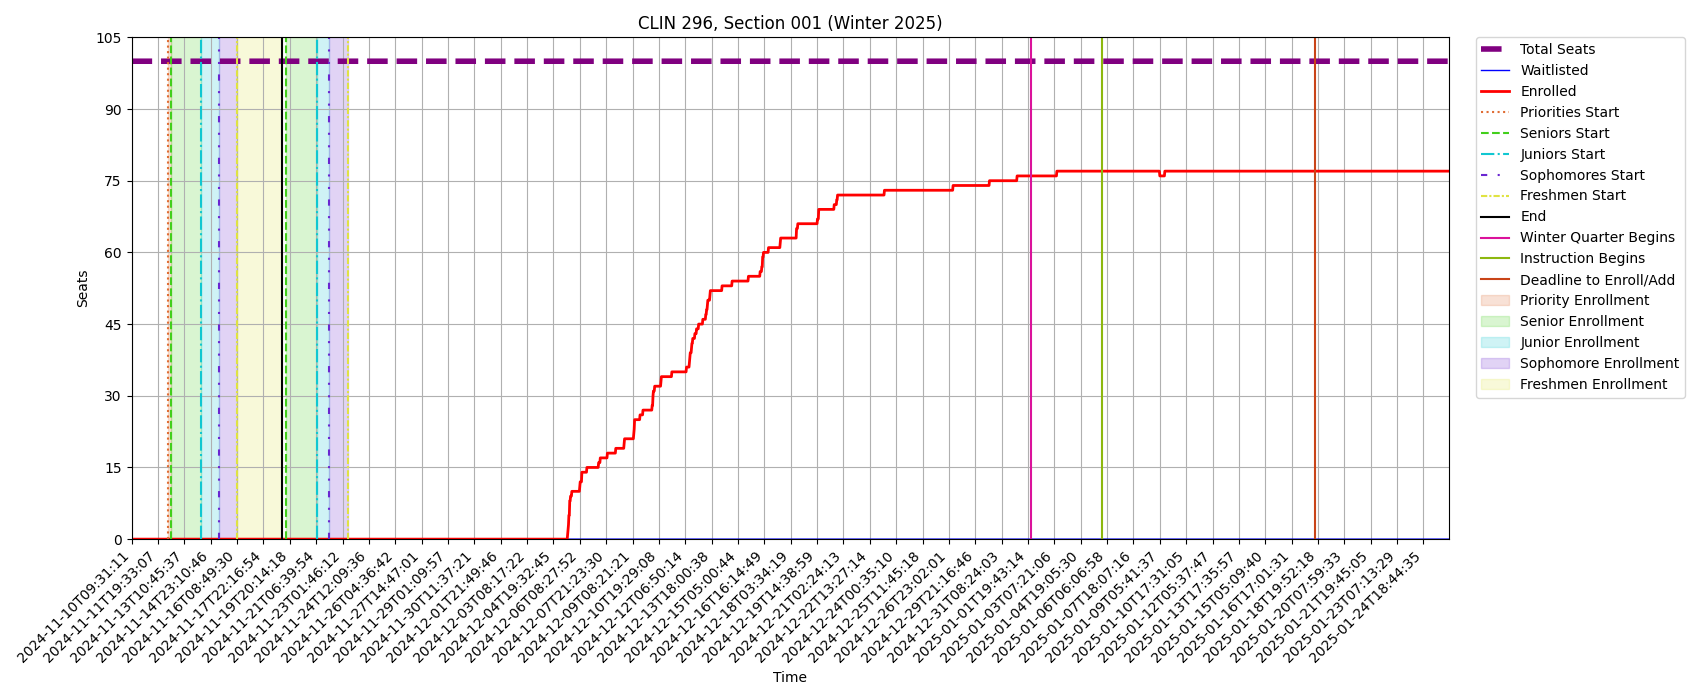 CLIN 296, Section 001 (Winter 2025)
105
90
75
60
45
30
15
0
Seats
2024-11-10T09:31:11
2024-11-11T19:33:07
2024-11-13T10:45:37
2024-11-14T23:10:46
2024-11-16T08:49:30
2024-11-17T22:16:54
2024-11-19T20:14:18
2024-11-21T06:39:54
2024-11-23T01:46:12
2024-11-24T12:09:36
2024-11-26T04:36:42
2024-11-27T14:47:01
2024-11-29T01:09:57
2024-11-30T11:37:21
2024-12-01T21:49:46
2024-12-03T08:17:22
2024-12-04T19:32:45
2024-12-06T08:27:52
2024-12-07T21:23:30
2024-12-09T08:21:21
2024-12-10T19:29:08
2024-12-12T06:50:14
2024-12-13T18:00:38
2024-12-15T05:00:44
2024-12-16T16:14:49
2024-12-18T03:34:19
2024-12-19T14:38:59
2024-12-21T02:24:13
2024-12-22T13:27:14
2024-12-24T00:35:10
2024-12-25T11:45:18
2024-12-26T23:02:01
2024-12-29T21:16:46
2024-12-31T08:24:03
2025-01-01T19:43:14
2025-01-03T07:21:06
2025-01-04T19:05:30
2025-01-06T06:06:58
2025-01-07T18:07:16
2025-01-09T05:41:37
2025-01-10T17:31:05
2025-01-12T05:37:47
2025-01-13T17:35:57
2025-01-15T05:09:40
2025-01-16T17:01:31
2025-01-18T19:52:18
2025-01-20T07:59:33
2025-01-21T19:45:05
2025-01-23T07:13:29
2025-01-24T18:44:35
Time
Total Seats
Waitlisted
Enrolled
Priorities Start
Seniors Start
Juniors Start
Sophomores Start
Freshmen Start
End
Winter Quarter Begins
Instruction Begins
Deadline to Enroll/Add
Priority Enrollment
Senior Enrollment
Junior Enrollment
Sophomore Enrollment
Freshmen Enrollment